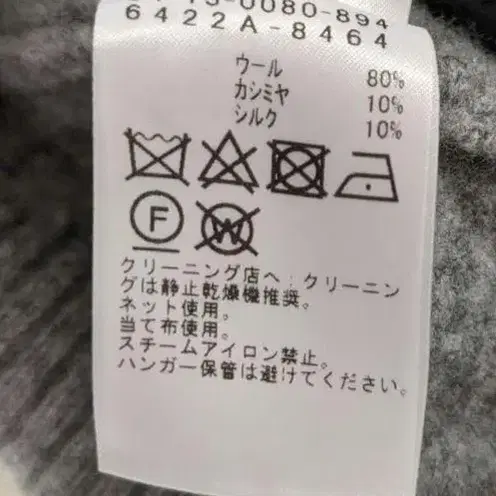 13-0080-894
6422A-8464
ウール 80%
カシミヤ 10%
シルク 10%
F W
クリーニング店へ：クリーニン
グは静止乾燥機推奨。
ネット使用。
当て布使用。
スチームアイロン禁止。
ハンガー保管は避けてください。